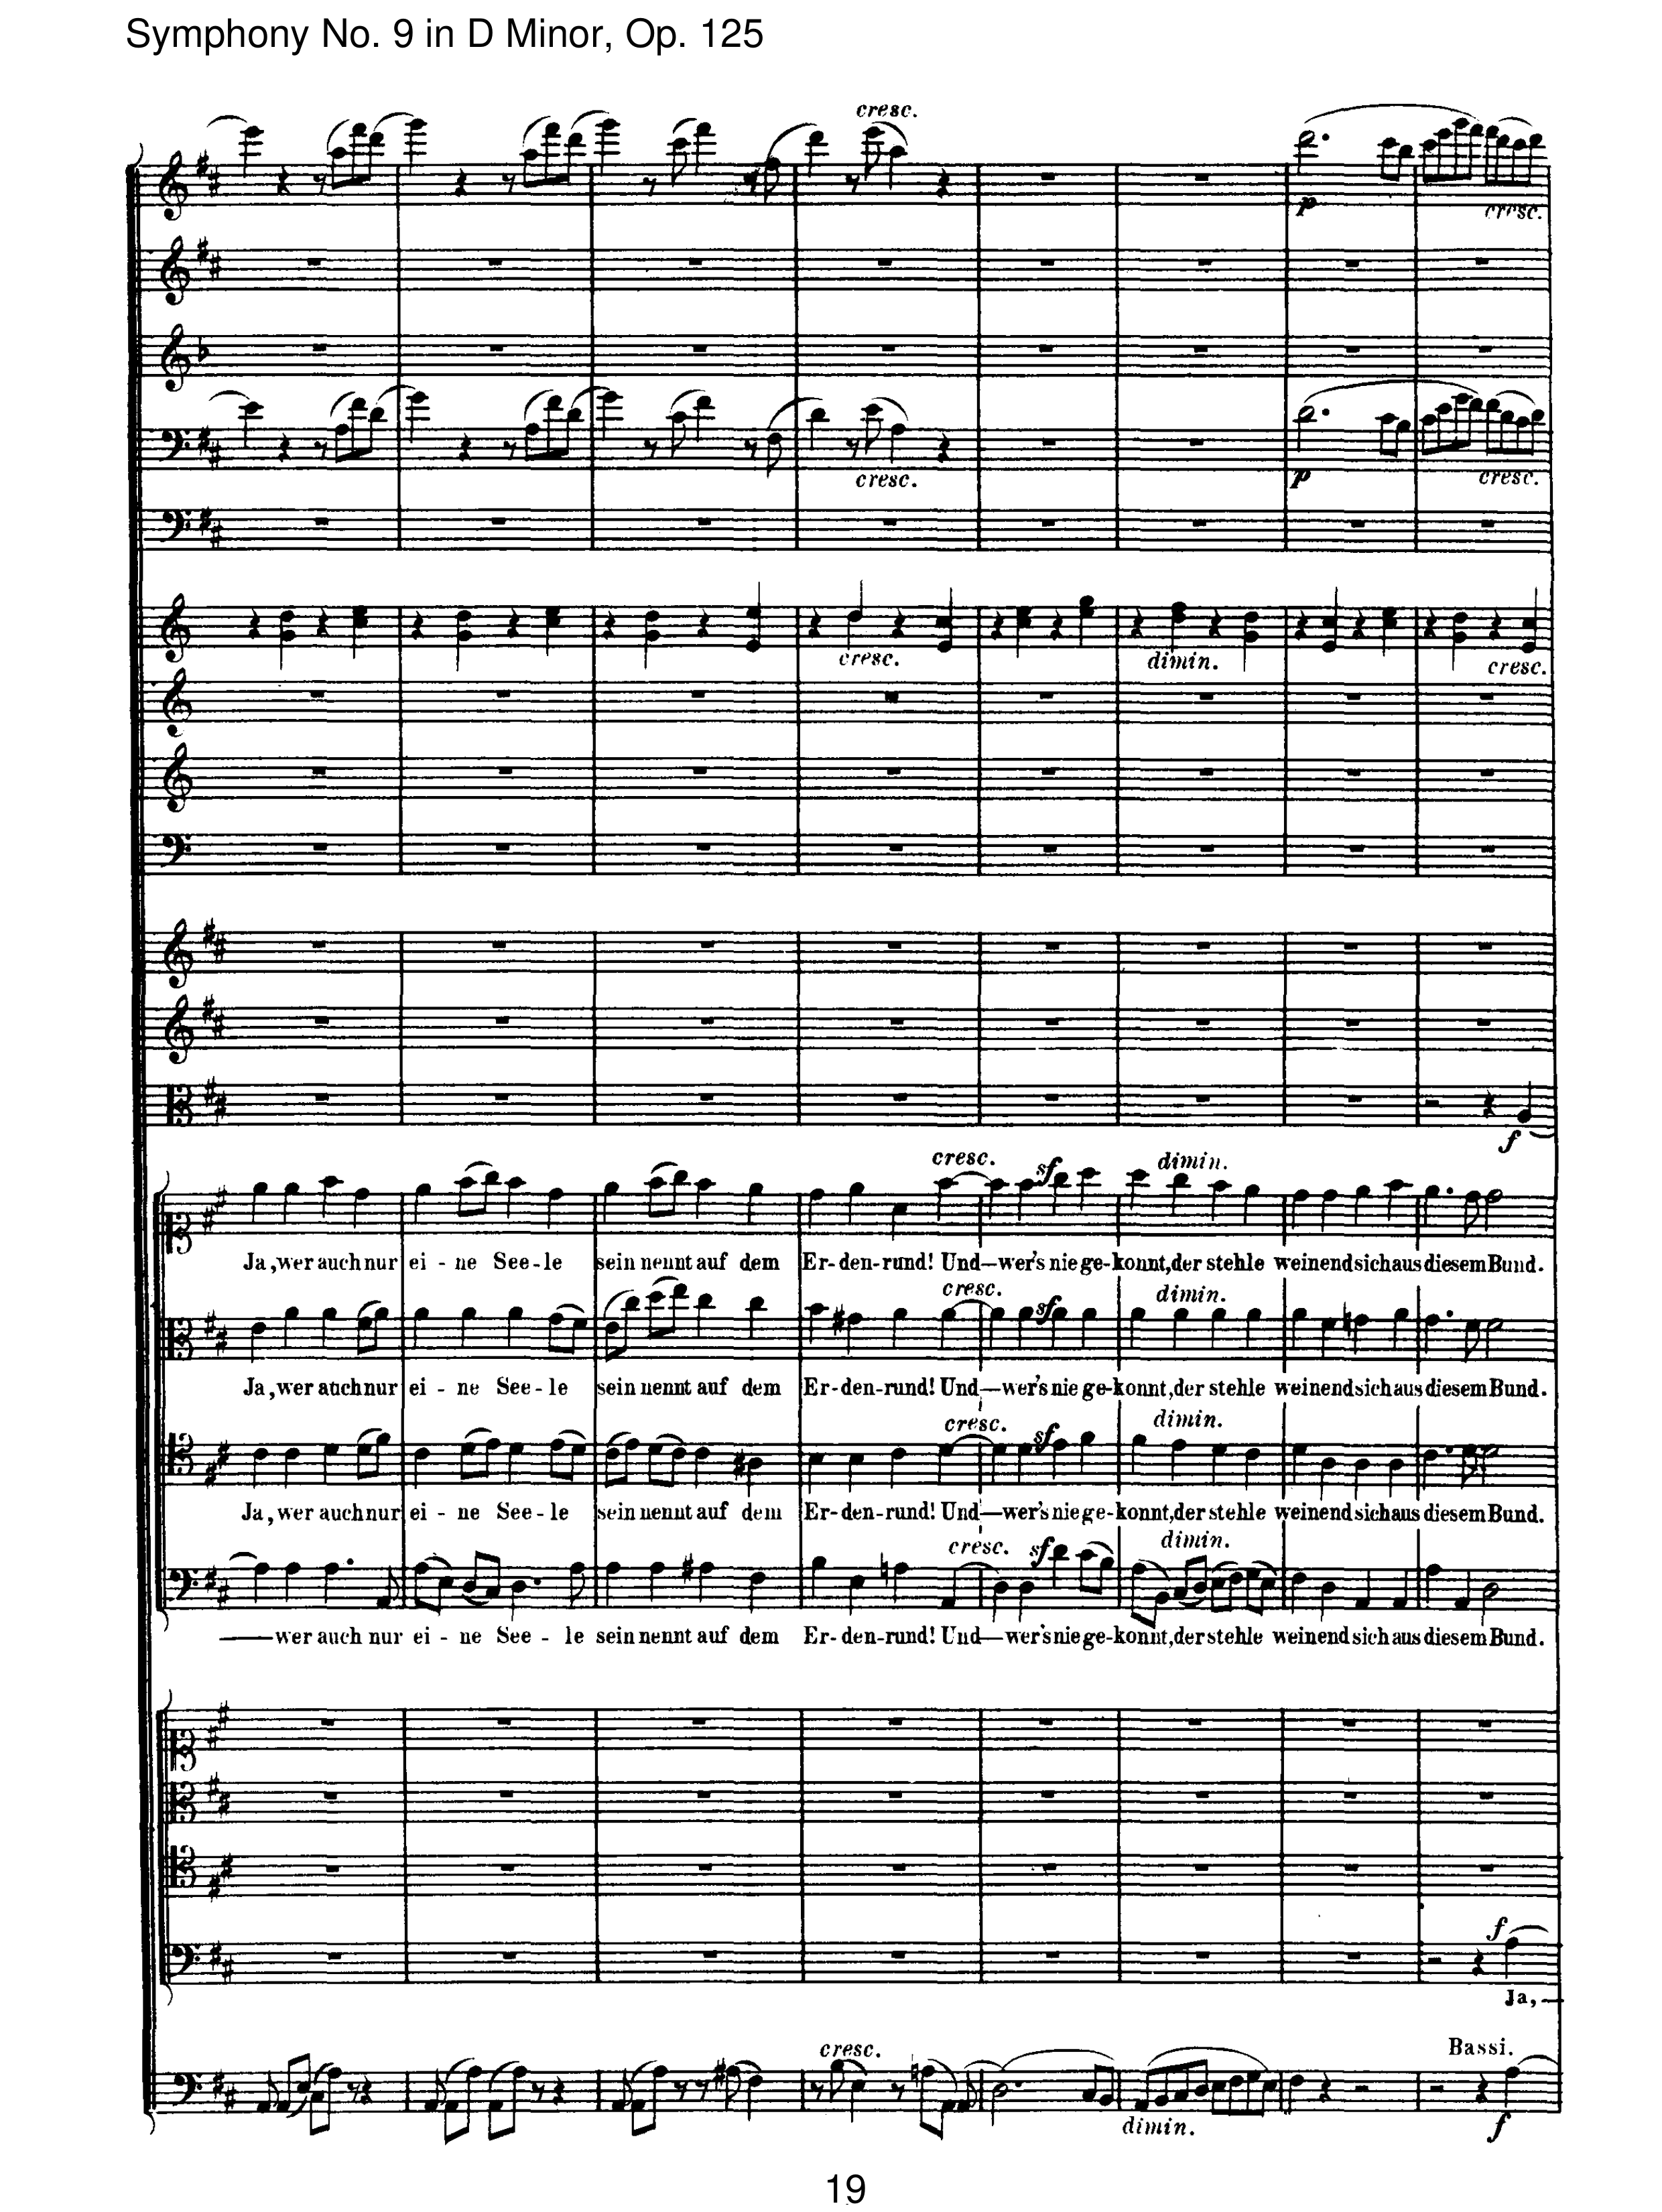 Symphony No. 9 in D Minor, Op. 125
cresc.
p
cresc.
cresc.
p
cresc.
cresc.
dimin.
cresc.
f
cresc. sf dimin.
Ja, wer auch nur ei - ne See - le sein nennt auf dem Er - den - rund! Und — wer's nie ge - konnt, der stehle weinend sich aus diesem Bund.
cresc. sf dimin.
Ja, wer auch nur ei - ne See - le sein nennt auf dem Er - den - rund! Und — wer's nie ge - konnt, der stehle weinend sich aus diesem Bund.
cresc. sf dimin.
Ja, wer auch nur ei - ne See - le sein nennt auf dem Er - den - rund! Und — wer's nie ge - konnt, der stehle weinend sich aus diesem Bund.
cresc. sf dimin.
— wer auch nur ei - ne See - le sein nennt auf dem Er - den - rund! Und — wer's nie ge - konnt, der stehle weinend sich aus diesem Bund.
f
Ja, —
cresc.
Bassi.
dimin.
f
19